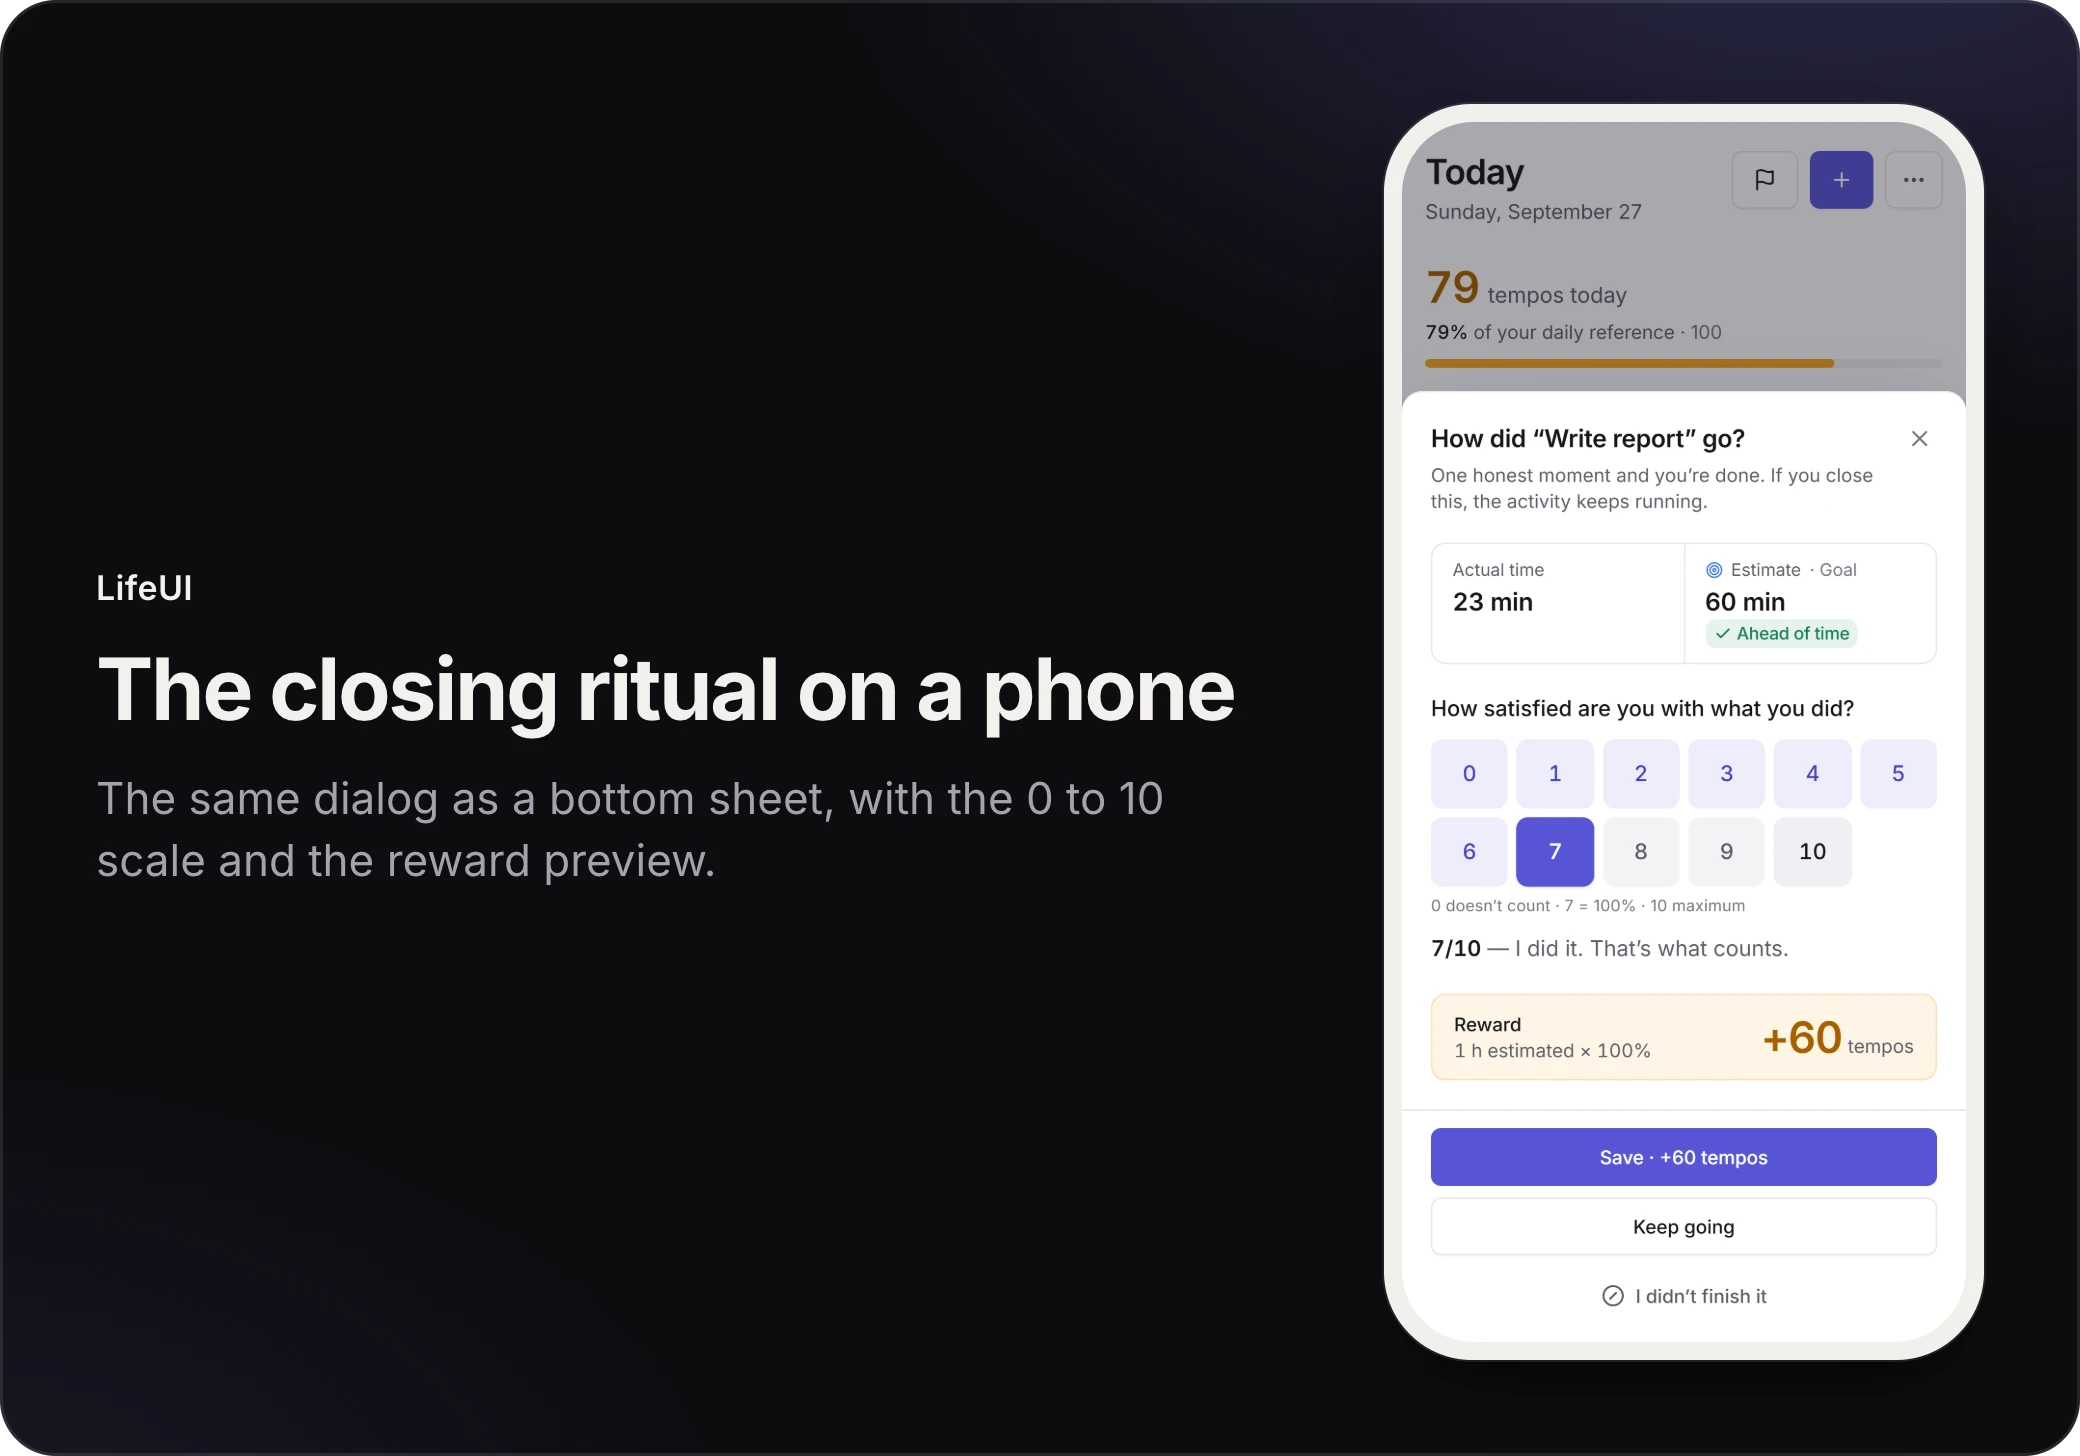 LifeUI
The closing ritual on a phone
The same dialog as a bottom sheet, with the 0 to 10
scale and the reward preview.
Today
Sunday, September 27
79 tempos today
79% of your daily reference · 100
How did “Write report” go?
One honest moment and you’re done. If you close
this, the activity keeps running.
Actual time
23 min
Estimate · Goal
60 min
Ahead of time
How satisfied are you with what you did?
0 1 2 3 4 5
6 7 8 9 10
0 doesn’t count · 7 = 100% · 10 maximum
7/10 — I did it. That’s what counts.
Reward
1 h estimated × 100%
+60 tempos
Save · +60 tempos
Keep going
I didn’t finish it